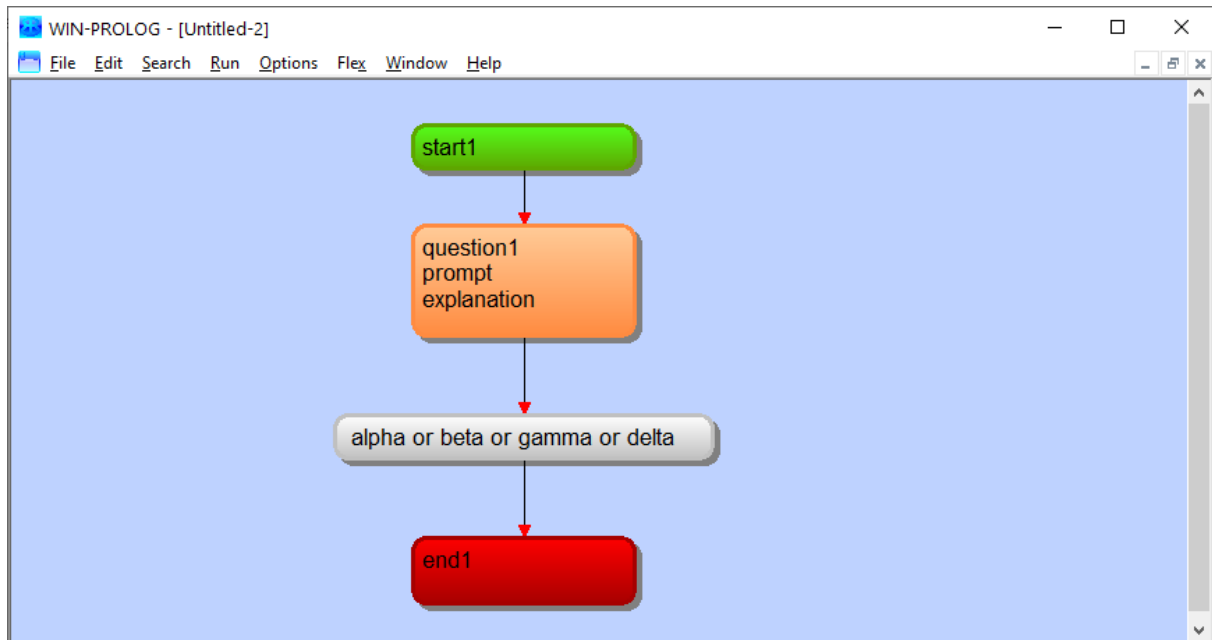 WIN-PROLOG - [Untitled-2]
File Edit Search Run Options Flex Window Help
start1
question1
prompt
explanation
alpha or beta or gamma or delta
end1